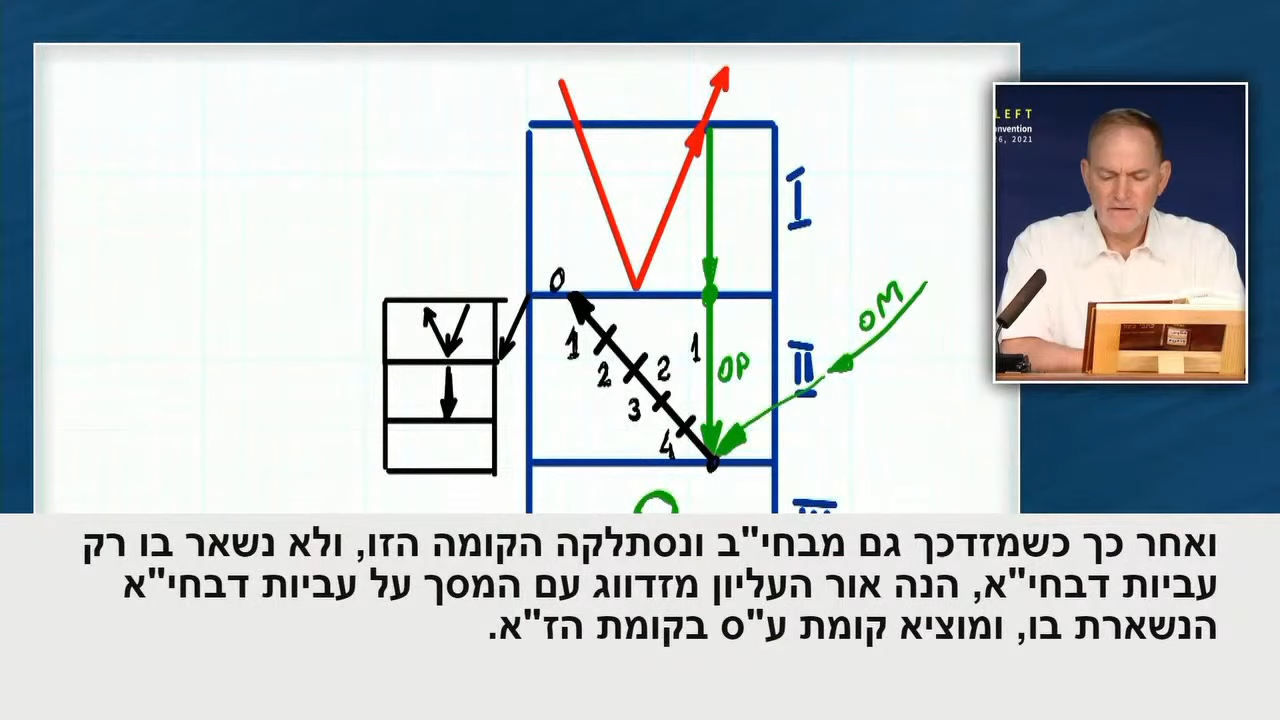 LEFT
onvention
26, 2021
I
0
1
2
2
3
4
1
OP
OM
II
III
ואחר כך כשמזדכך גם מבחי"ב ונסתלקה הקומה הזו, ולא נשאר בו רק
עביות דבחי"א, הנה אור העליון מזדווג עם המסך על עביות דבחי"א
הנשארת בו, ומוציא קומת ע"ס בקומת הז"א.